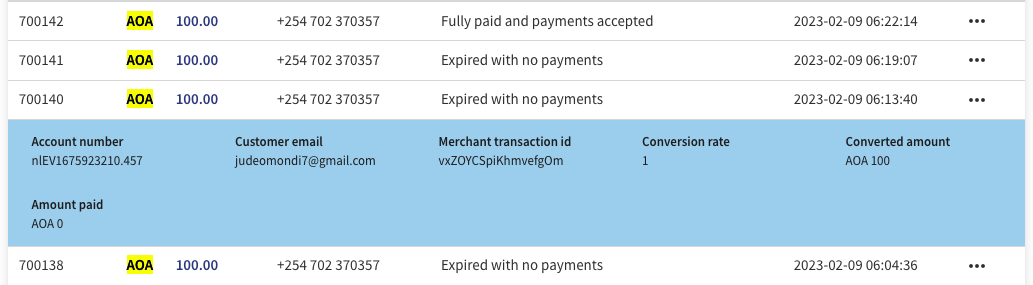 700142 AOA 100.00 +254 702 370357 Fully paid and payments accepted 2023-02-09 06:22:14 •••
700141 AOA 100.00 +254 702 370357 Expired with no payments 2023-02-09 06:19:07 •••
700140 AOA 100.00 +254 702 370357 Expired with no payments 2023-02-09 06:13:40 •••
Account number Customer email Merchant transaction id Conversion rate Converted amount
nlEV1675923210.457 judeomondi7@gmail.com vxZOYCSpiKhmvefgOm 1 AOA 100
Amount paid
AOA 0
700138 AOA 100.00 +254 702 370357 Expired with no payments 2023-02-09 06:04:36 •••